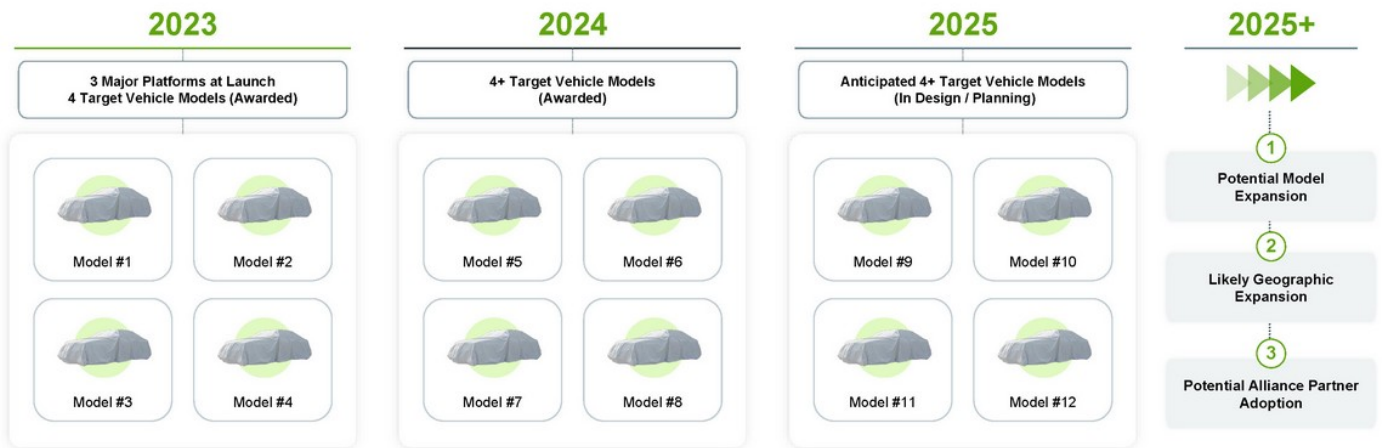 2023
3 Major Platforms at Launch
4 Target Vehicle Models (Awarded)
Model #1
Model #2
Model #3
Model #4
2024
4+ Target Vehicle Models
(Awarded)
Model #5
Model #6
Model #7
Model #8
2025
Anticipated 4+ Target Vehicle Models
(In Design / Planning)
Model #9
Model #10
Model #11
Model #12
2025+
1
Potential Model
Expansion
2
Likely Geographic
Expansion
3
Potential Alliance Partner
Adoption